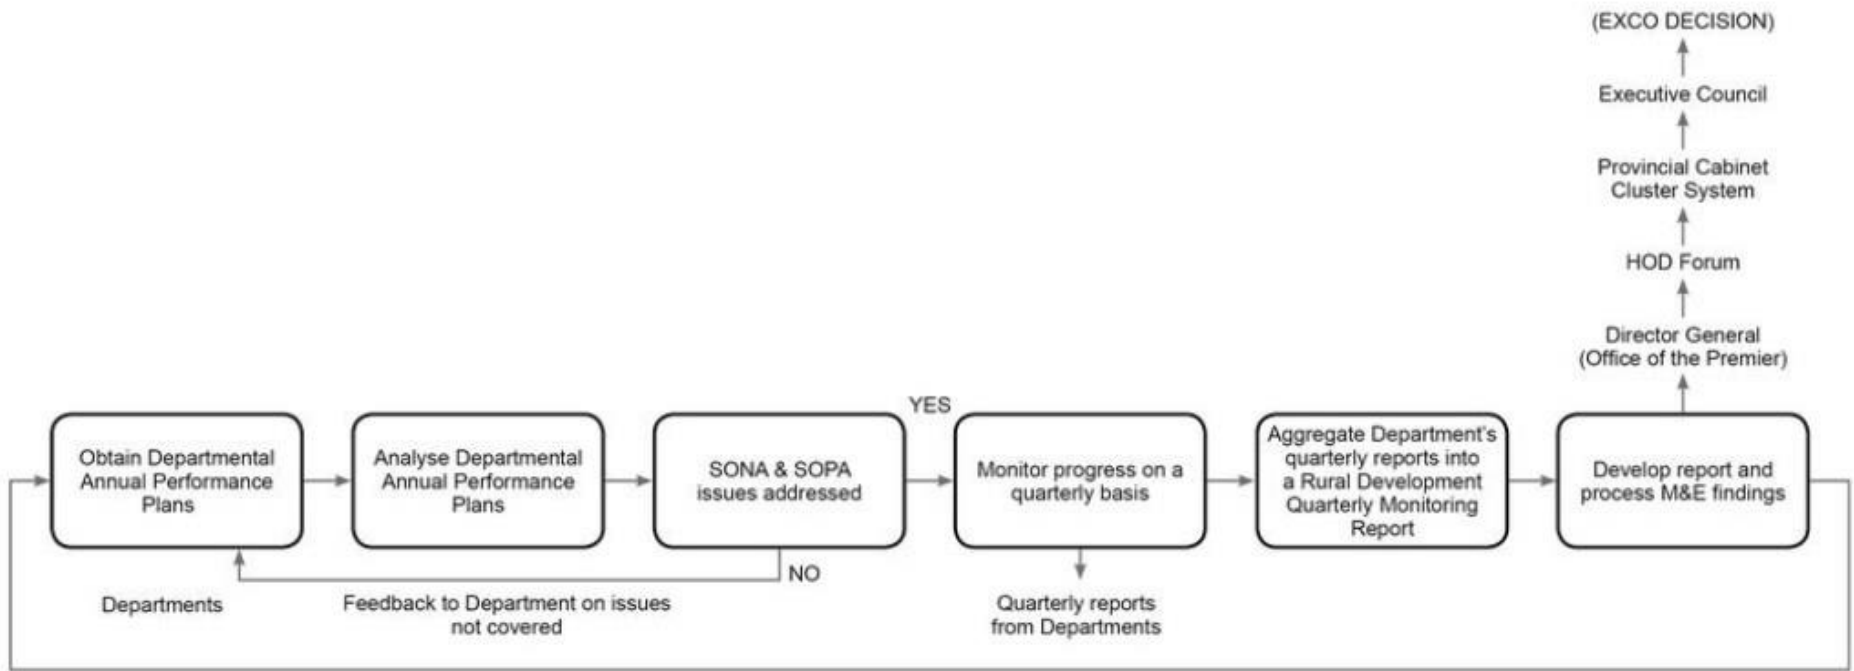 (EXCO DECISION)
Executive Council
Provincial Cabinet
Cluster System
HOD Forum
Director General
(Office of the Premier)
YES
Obtain Departmental
Annual Performance
Plans
Analyse Departmental
Annual Performance
Plans
SONA & SOPA
issues addressed
Monitor progress on a
quarterly basis
Aggregate Department's
quarterly reports into
a Rural Development
Quarterly Monitoring
Report
Develop report and
process M&E findings
NO
Departments
Feedback to Department on issues
not covered
Quarterly reports
from Departments